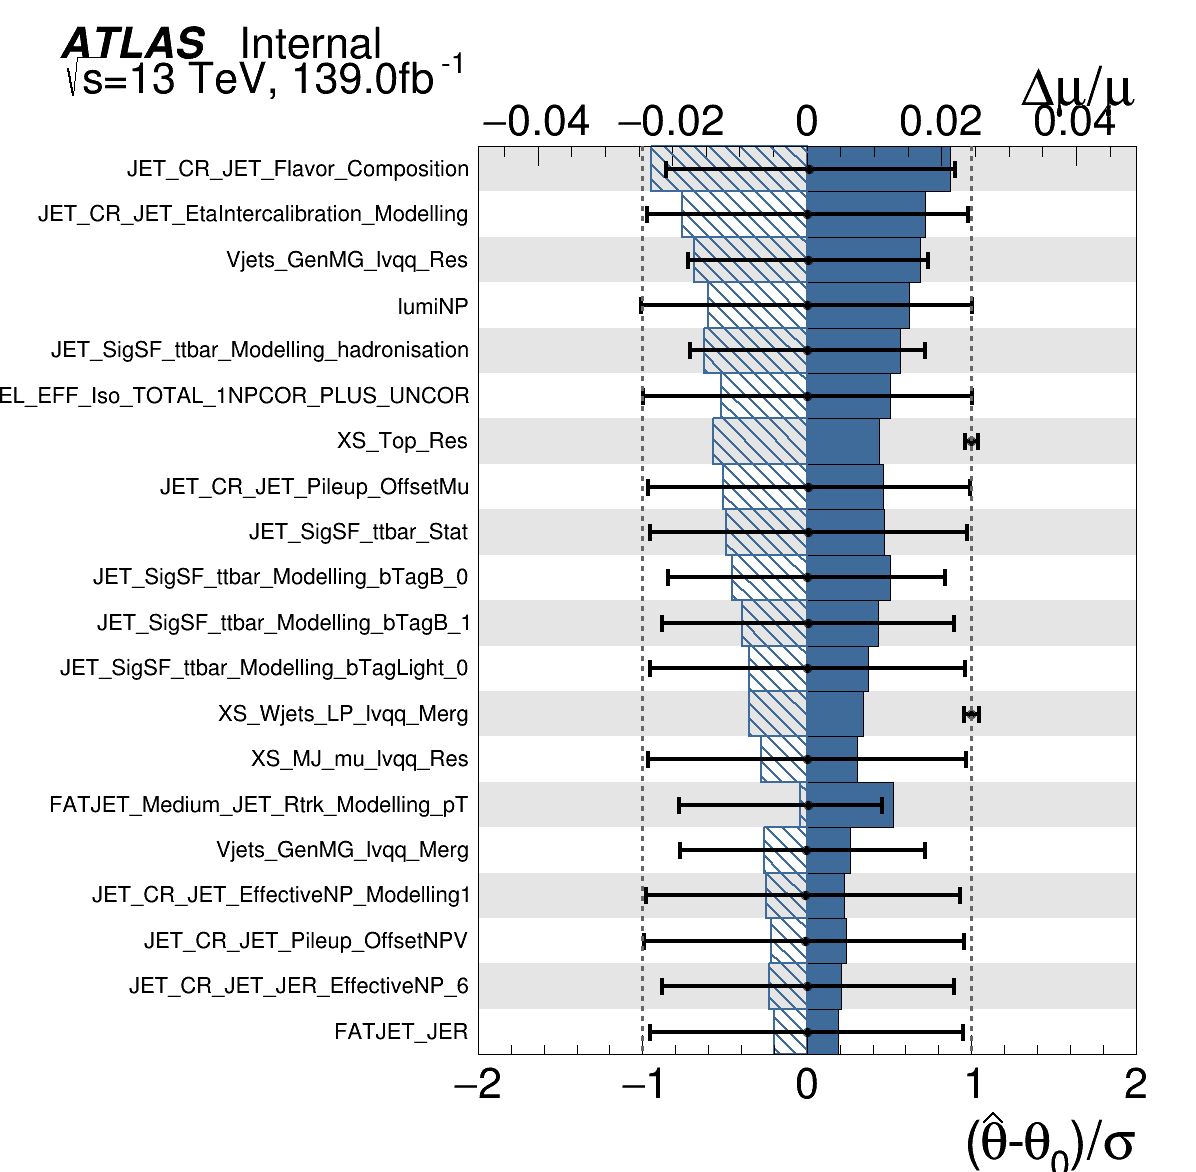 ATLAS Internal
√s=13 TeV, 139.0fb⁻¹
Δμ/μ
−0.04 −0.02 0 0.02 0.04
JET_CR_JET_Flavor_Composition
JET_CR_JET_EtaIntercalibration_Modelling
Vjets_GenMG_lvqq_Res
lumiNP
JET_SigSF_ttbar_Modelling_hadronisation
EL_EFF_Iso_TOTAL_1NPCOR_PLUS_UNCOR
XS_Top_Res
JET_CR_JET_Pileup_OffsetMu
JET_SigSF_ttbar_Stat
JET_SigSF_ttbar_Modelling_bTagB_0
JET_SigSF_ttbar_Modelling_bTagB_1
JET_SigSF_ttbar_Modelling_bTagLight_0
XS_Wjets_LP_lvqq_Merg
XS_MJ_mu_lvqq_Res
FATJET_Medium_JET_Rtrk_Modelling_pT
Vjets_GenMG_lvqq_Merg
JET_CR_JET_EffectiveNP_Modelling1
JET_CR_JET_Pileup_OffsetNPV
JET_CR_JET_JER_EffectiveNP_6
FATJET_JER
−2 −1 0 1 2
(θ̂-θ₀)/σ